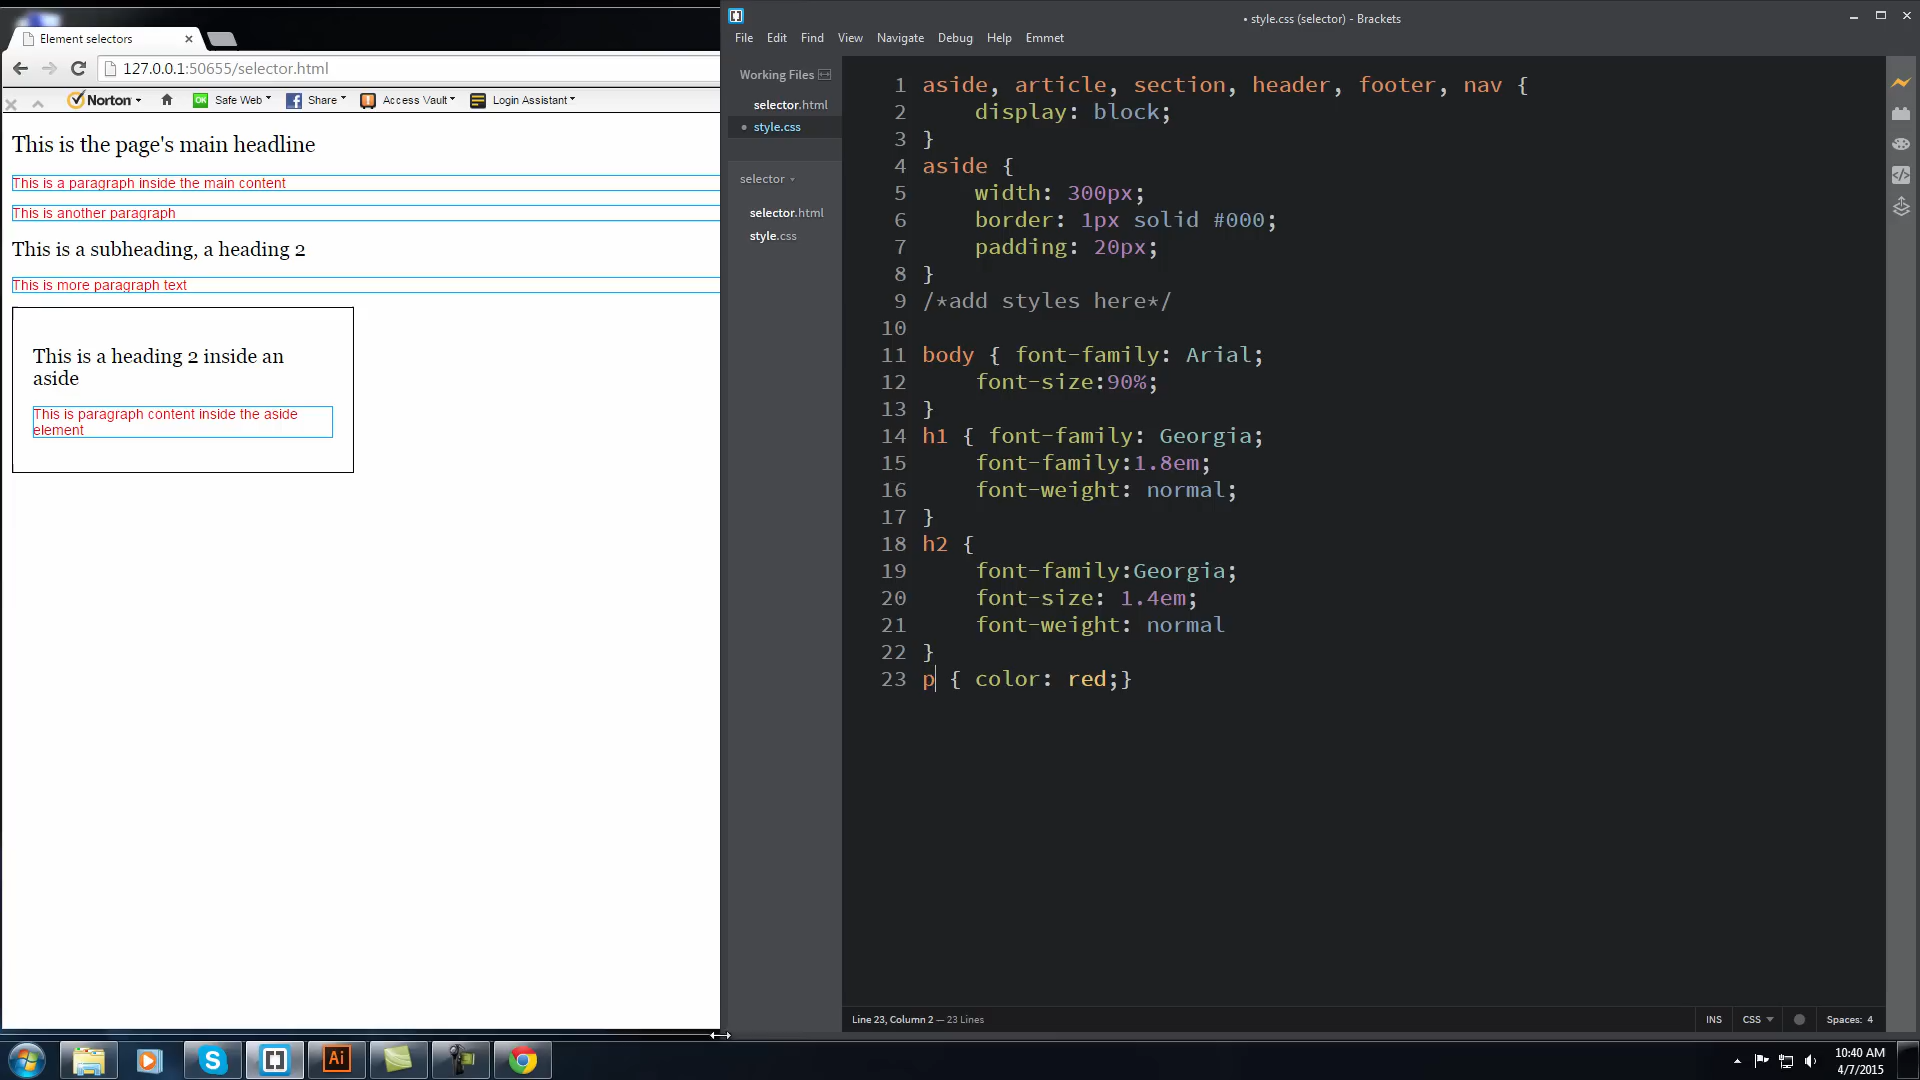 Element selectors
127.0.0.1:50655/selector.html
Norton
OK Safe Web
Share
Access Vault
Login Assistant
This is the page's main headline
This is a paragraph inside the main content
This is another paragraph
This is a subheading, a heading 2
This is more paragraph text
This is a heading 2 inside an
aside
This is paragraph content inside the aside
element
• style.css (selector) - Brackets
File Edit Find View Navigate Debug Help Emmet
Working Files
selector.html
style.css
selector
selector.html
style.css
1 aside, article, section, header, footer, nav {
2 display: block;
3 }
4 aside {
5 width: 300px;
6 border: 1px solid #000;
7 padding: 20px;
8 }
9 /*add styles here*/
10
11 body { font-family: Arial;
12 font-size:90%;
13 }
14 h1 { font-family: Georgia;
15 font-family:1.8em;
16 font-weight: normal;
17 }
18 h2 {
19 font-family:Georgia;
20 font-size: 1.4em;
21 font-weight: normal
22 }
23 p { color: red;}
Line 23, Column 2 — 23 Lines
INS CSS Spaces: 4
S
Ai
10:40 AM
4/7/2015